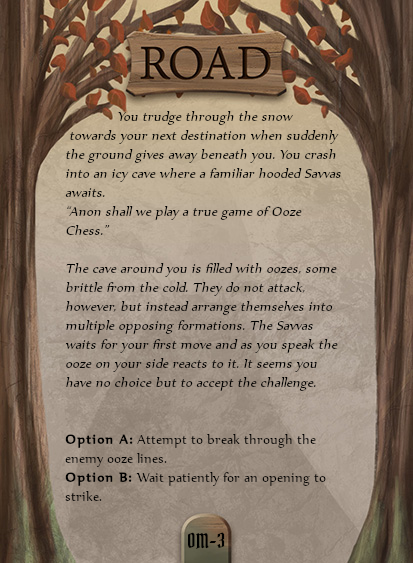 ROAD
You trudge through the snow
towards your next destination when suddenly
the ground gives away beneath you. You crash
into an icy cave where a familiar hooded Savvas
awaits.
"Anon shall we play a true game of Ooze
Chess."
The cave around you is filled with oozes, some
brittle from the cold. They do not attack,
however, but instead arrange themselves into
multiple opposing formations. The Savvas
waits for your first move and as you speak the
ooze on your side reacts to it. It seems you
have no choice but to accept the challenge.
Option A: Attempt to break through the
enemy ooze lines.
Option B: Wait patiently for an opening to
strike.
OM-3